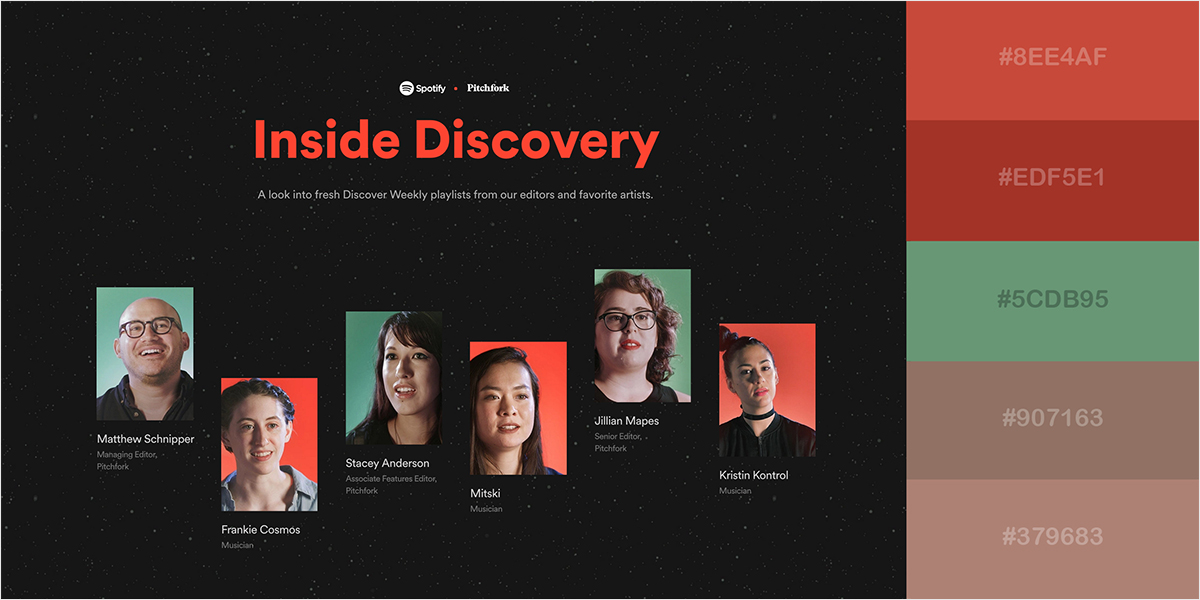 Spotify • Pitchfork
Inside Discovery
A look into fresh Discover Weekly playlists from our editors and favorite artists.
Matthew Schnipper
Managing Editor,
Pitchfork
Frankie Cosmos
Musician
Stacey Anderson
Associate Features Editor,
Pitchfork
Mitski
Musician
Jillian Mapes
Senior Editor,
Pitchfork
Kristin Kontrol
Musician
#8EE4AF
#EDF5E1
#5CDB95
#907163
#379683